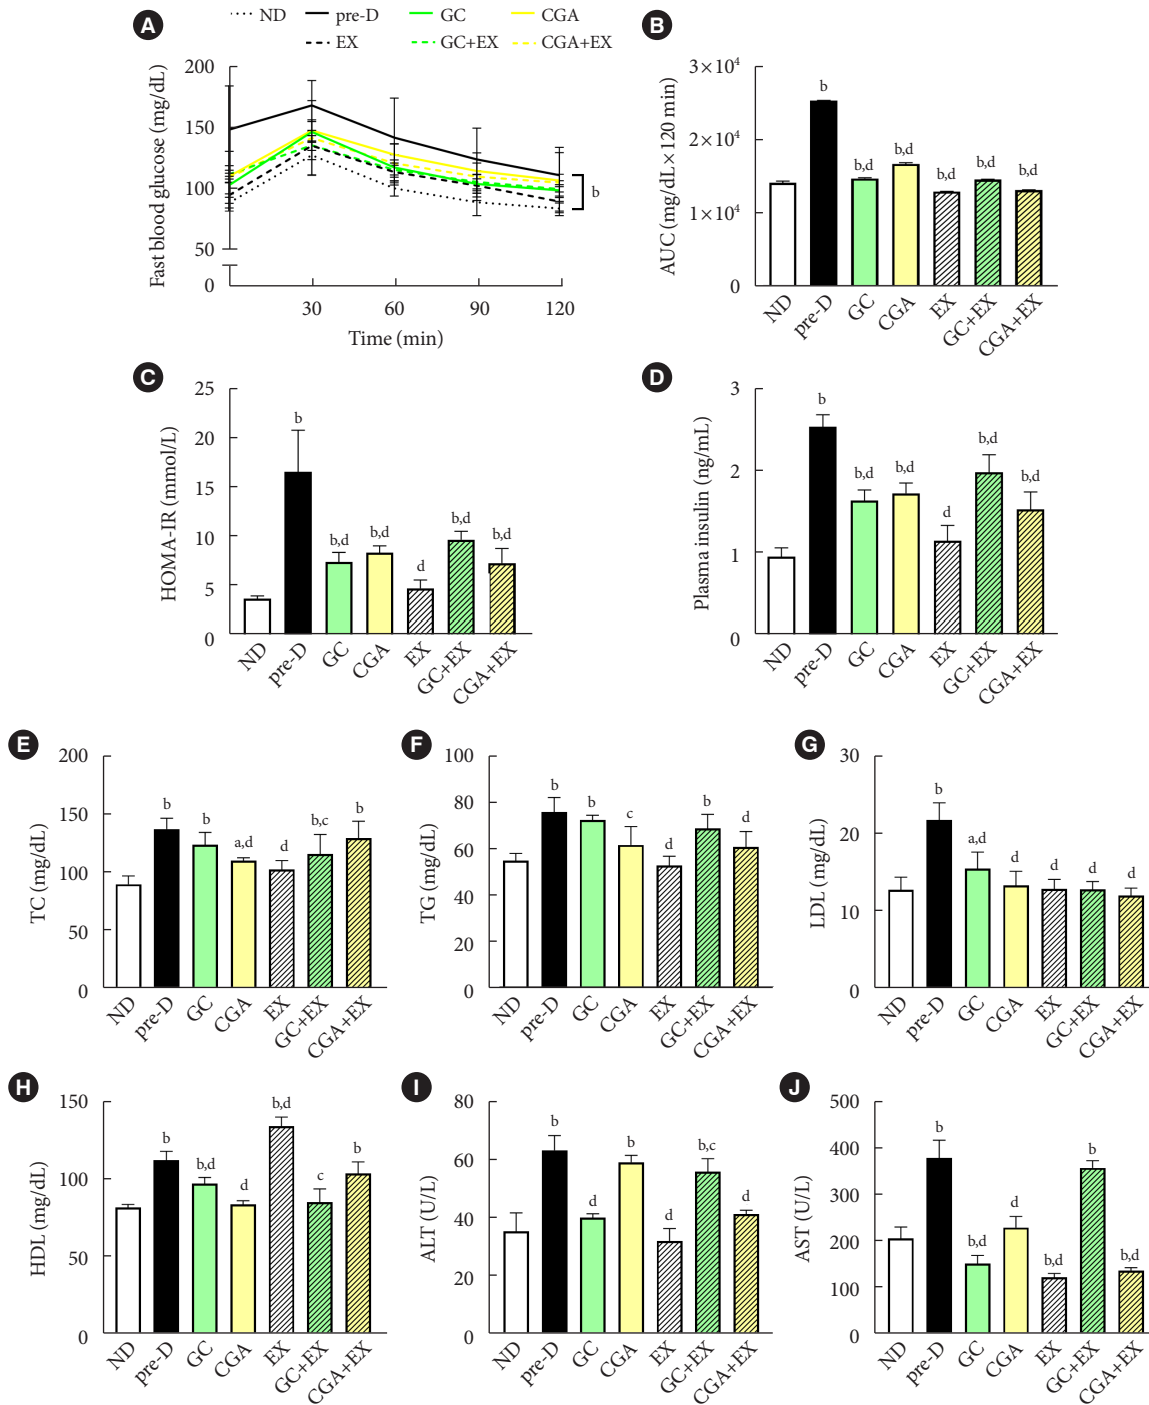 A
ND
pre-D
GC
CGA
EX
GC+EX
CGA+EX
Fast blood glucose (mg/dL)
200
150
100
50
0
30
60
90
120
Time (min)
b
B
AUC (mg/dL×120 min)
3×10⁴
2×10⁴
1×10⁴
0
b
b,d
b,d
b,d
b,d
b,d
ND
pre-D
GC
CGA
EX
GC+EX
CGA+EX
C
HOMA-IR (mmol/L)
25
20
15
10
5
0
b
b,d
b,d
d
b,d
b,d
ND
pre-D
GC
CGA
EX
GC+EX
CGA+EX
D
Plasma insulin (ng/mL)
3
2
1
0
b
b,d
b,d
d
b,d
b,d
ND
pre-D
GC
CGA
EX
GC+EX
CGA+EX
E
TC (mg/dL)
200
150
100
50
0
b
b
a,d
d
b,c
b
ND
pre-D
GC
CGA
EX
GC+EX
CGA+EX
F
TG (mg/dL)
100
80
60
40
20
0
b
b
c
d
b
d
ND
pre-D
GC
CGA
EX
GC+EX
CGA+EX
G
LDL (mg/dL)
30
20
10
0
b
a,d
d
d
d
d
ND
pre-D
GC
CGA
EX
GC+EX
CGA+EX
H
HDL (mg/dL)
150
100
50
0
b
b,d
d
b,d
c
b
ND
pre-D
GC
CGA
EX
GC+EX
CGA+EX
I
ALT (U/L)
80
60
40
20
0
b
d
b
d
b,c
d
ND
pre-D
GC
CGA
EX
GC+EX
CGA+EX
J
AST (U/L)
500
400
300
200
100
0
b
b,d
d
b,d
b
b,d
ND
pre-D
GC
CGA
EX
GC+EX
CGA+EX